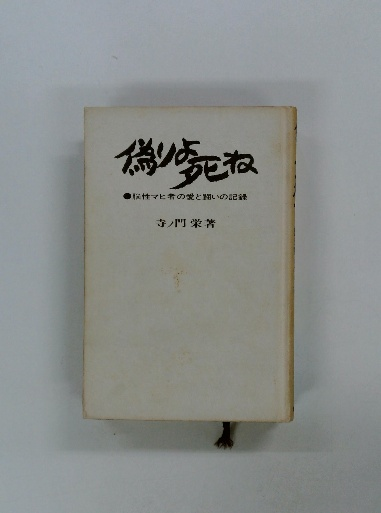 偽りよ死ね
●脳性マヒ者の愛と闘いの記録
寺ノ門 栄著